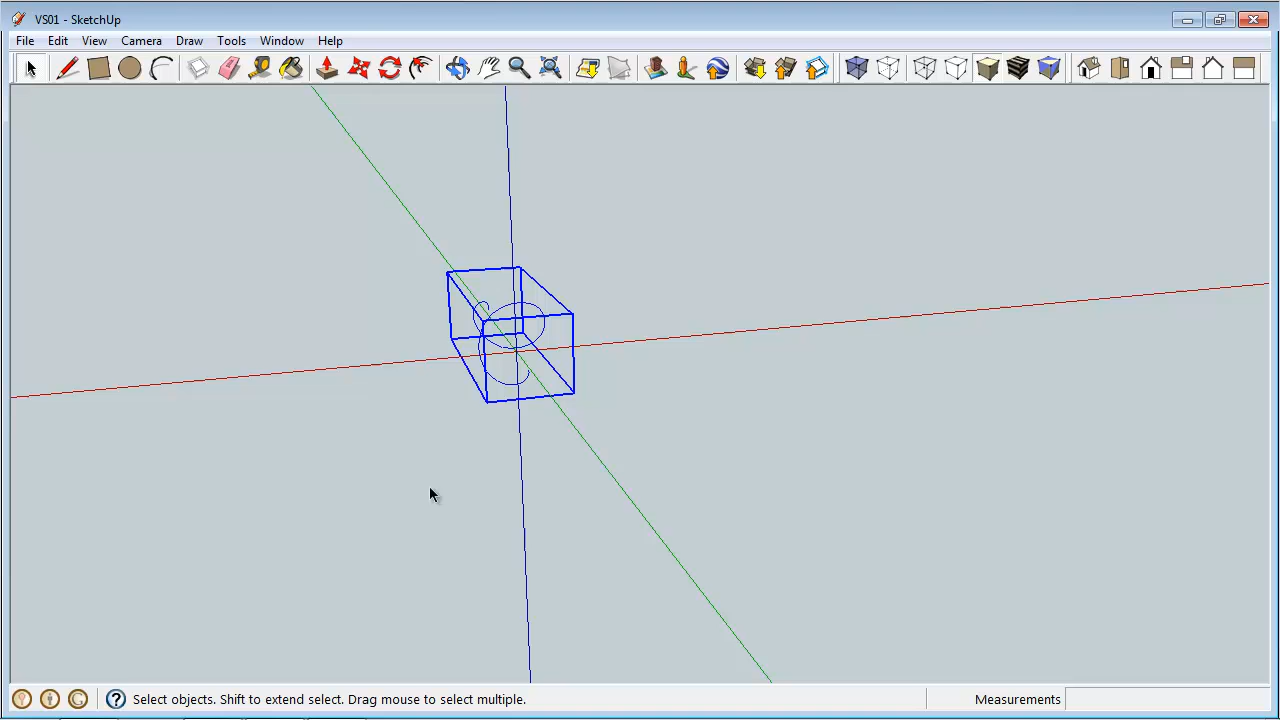 VS01 - SketchUp
File Edit View Camera Draw Tools Window Help
Select objects. Shift to extend select. Drag mouse to select multiple. Measurements